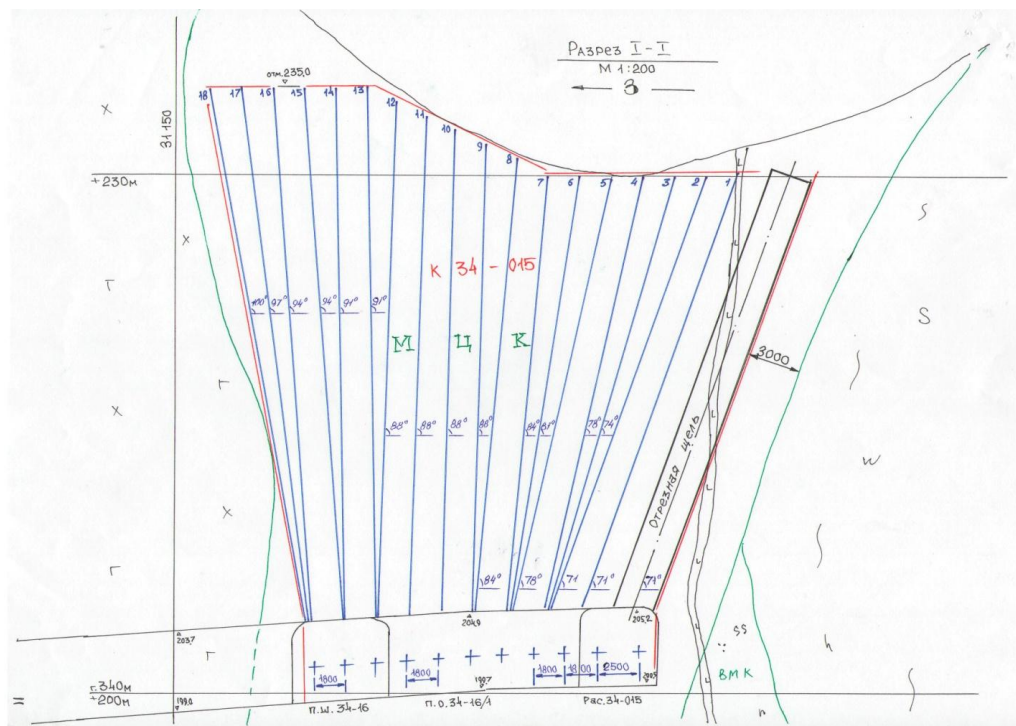 Разрез I-I
М 1:200
З
отм. 235,0
18 17 16 15 14 13 12 11 10 9 8 7 6 5 4 3 2 1
31 150
+230м
К 34-015
100° 97° 94° 94° 91° 91°
М Ц К
3000
88° 88° 88° 86° 84° 81° 78° 74°
Отрезная щель
84° 78° 71 71° 71°
203,7
204,9
205,2
SS
ВМК
1800 1800 1800 1800 2500
г. 340м
+200м
199,0
П.Ш. 34-16
П.О. 34-16/1
Рас. 34-015